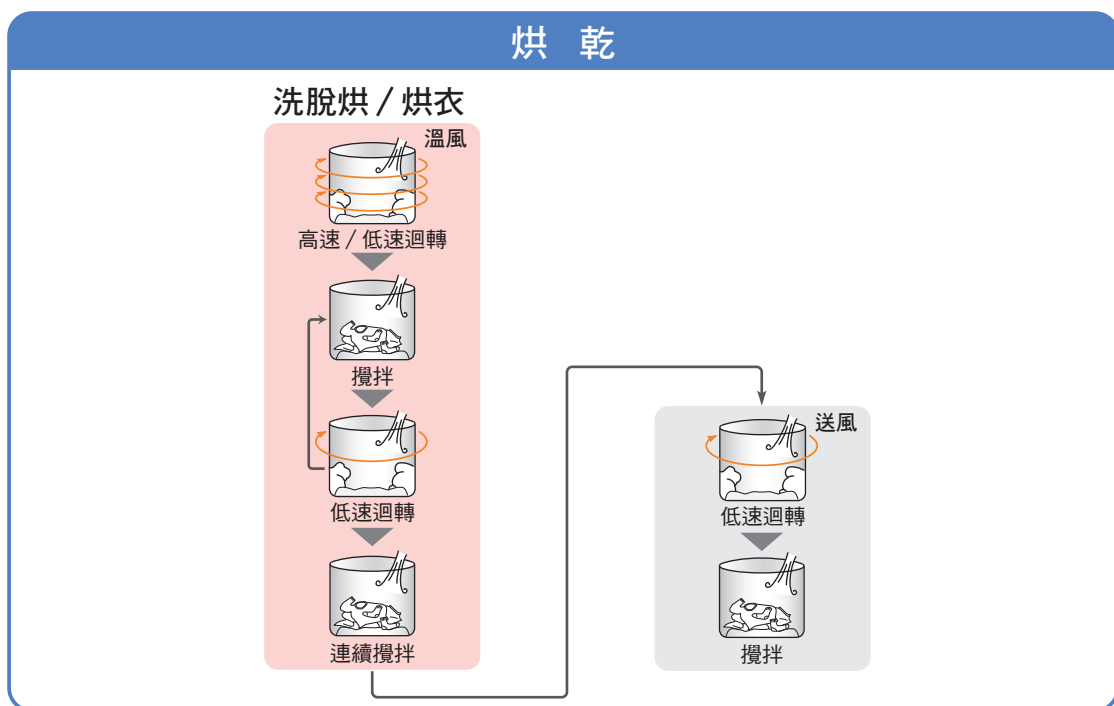 烘 乾
洗脫烘 / 烘衣
溫風
高速 / 低速迴轉
攪拌
低速迴轉
連續攪拌
送風
低速迴轉
攪拌